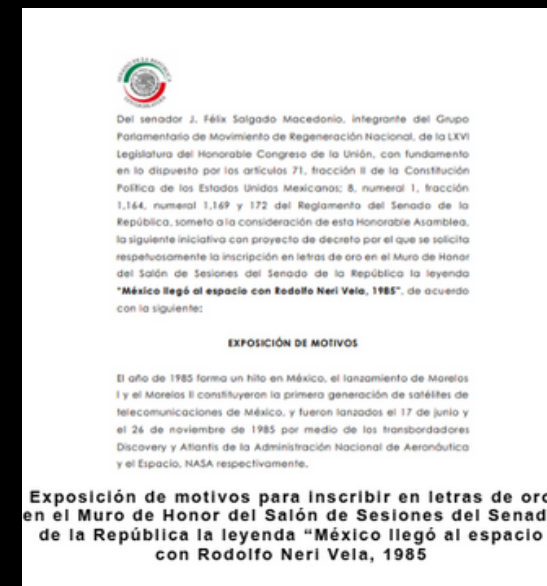 Del senador J. Félix Salgado Macedonio, integrante del Grupo
Parlamentario de Movimiento de Regeneración Nacional, de la LXVI
Legislatura del Honorable Congreso de la Unión, con fundamento
en lo dispuesto por los artículos 71, fracción II de la Constitución
Política de los Estados Unidos Mexicanos; 8, numeral 1, fracción
1,164, numeral 1,169 y 172 del Reglamento del Senado de la
República, someto a la consideración de esta Honorable Asamblea,
la siguiente iniciativa con proyecto de decreto por el que se solicita
respetuosamente la inscripción en letras de oro en el Muro de Honor
del Salón de Sesiones del Senado de la República la leyenda
"México llegó al espacio con Rodolfo Neri Vela, 1985", de acuerdo
con la siguiente:
EXPOSICIÓN DE MOTIVOS
El año de 1985 forma un hito en México, el lanzamiento de Morelos
I y el Morelos II constituyeron la primera generación de satélites de
telecomunicaciones de México, y fueron lanzados el 17 de junio y
el 26 de noviembre de 1985 por medio de los transbordadores
Discovery y Atlantis de la Administración Nacional de Aeronáutica
y el Espacio, NASA respectivamente.
Exposición de motivos para inscribir en letras de oro
en el Muro de Honor del Salón de Sesiones del Senad
de la República la leyenda “México llegó al espacio
con Rodolfo Neri Vela, 1985